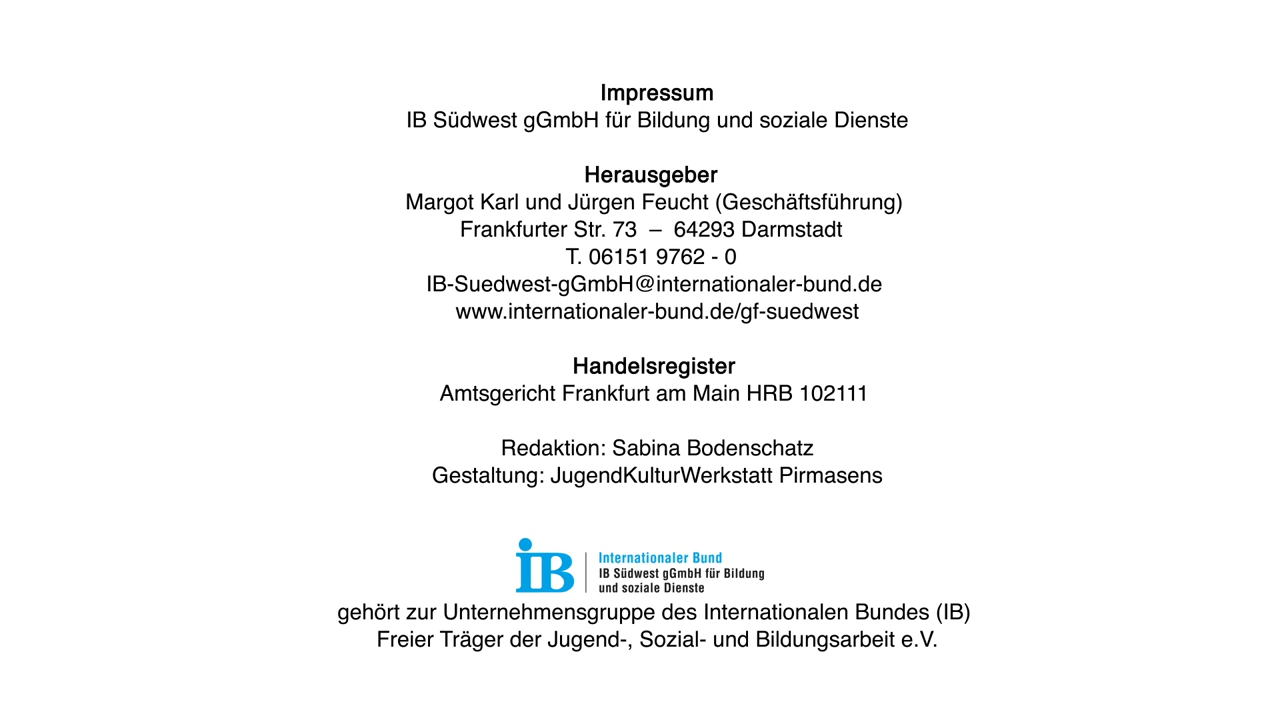 Impressum
IB Südwest gGmbH für Bildung und soziale Dienste
Herausgeber
Margot Karl und Jürgen Feucht (Geschäftsführung)
Frankfurter Str. 73 – 64293 Darmstadt
T. 06151 9762 - 0
IB-Suedwest-gGmbH@internationaler-bund.de
www.internationaler-bund.de/gf-suedwest
Handelsregister
Amtsgericht Frankfurt am Main HRB 102111
Redaktion: Sabina Bodenschatz
Gestaltung: JugendKulturWerkstatt Pirmasens
iB
Internationaler Bund
IB Südwest gGmbH für Bildung
und soziale Dienste
gehört zur Unternehmensgruppe des Internationalen Bundes (IB)
Freier Träger der Jugend-, Sozial- und Bildungsarbeit e.V.